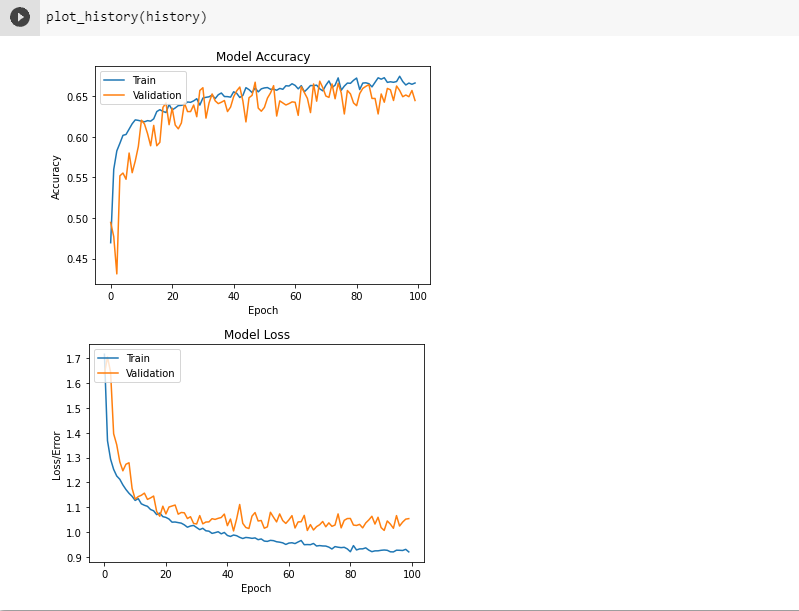 plot_history(history)
Model Accuracy
Train
Validation
0.65
0.60
0.55
0.50
0.45
Accuracy
0 20 40 60 80 100
Epoch
Model Loss
Train
Validation
1.7
1.6
1.5
1.4
1.3
1.2
1.1
1.0
0.9
Loss/Error
0 20 40 60 80 100
Epoch